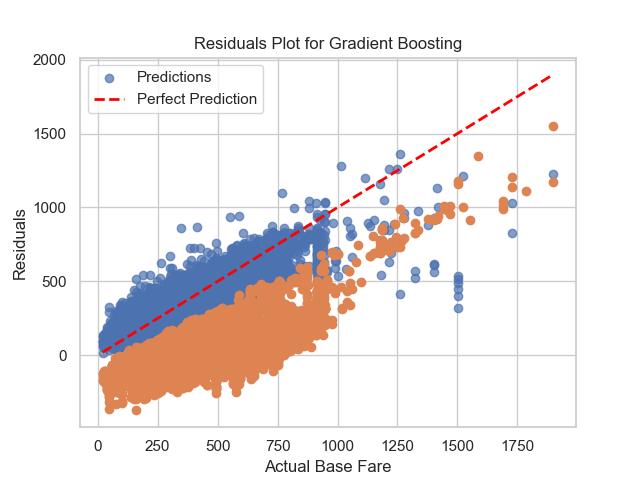 Residuals Plot for Gradient Boosting
2000
1500
1000
500
0
Residuals
Predictions
Perfect Prediction
0 250 500 750 1000 1250 1500 1750
Actual Base Fare